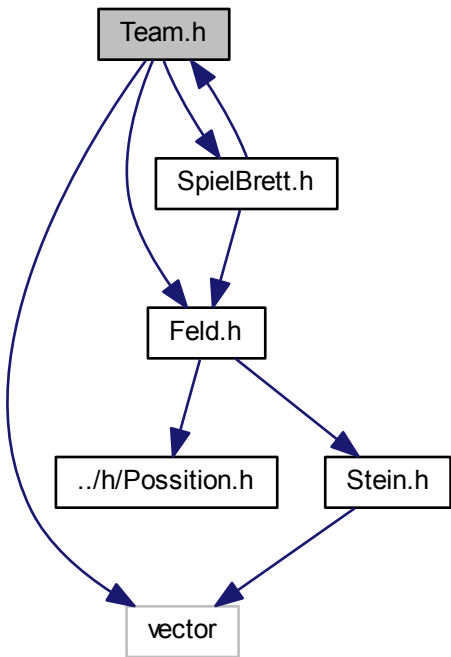 Team.h
SpielBrett.h
Feld.h
../h/Possition.h
Stein.h
vector